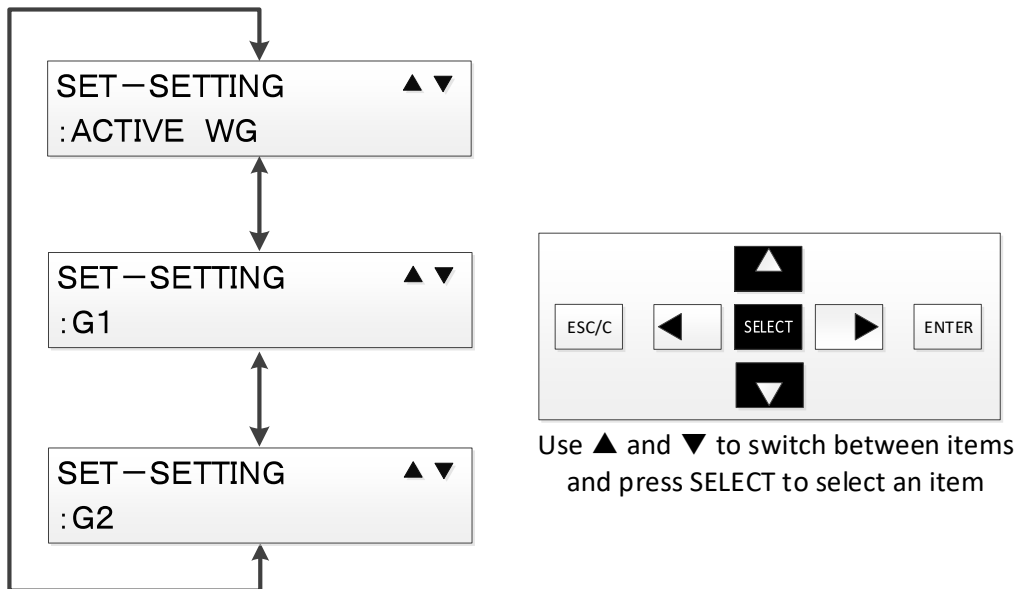 SET－SETTING ▲ ▼
:ACTIVE WG
SET－SETTING ▲ ▼
:G1
SET－SETTING ▲ ▼
:G2
ESC/C
SELECT
ENTER
Use ▲ and ▼ to switch between items
and press SELECT to select an item